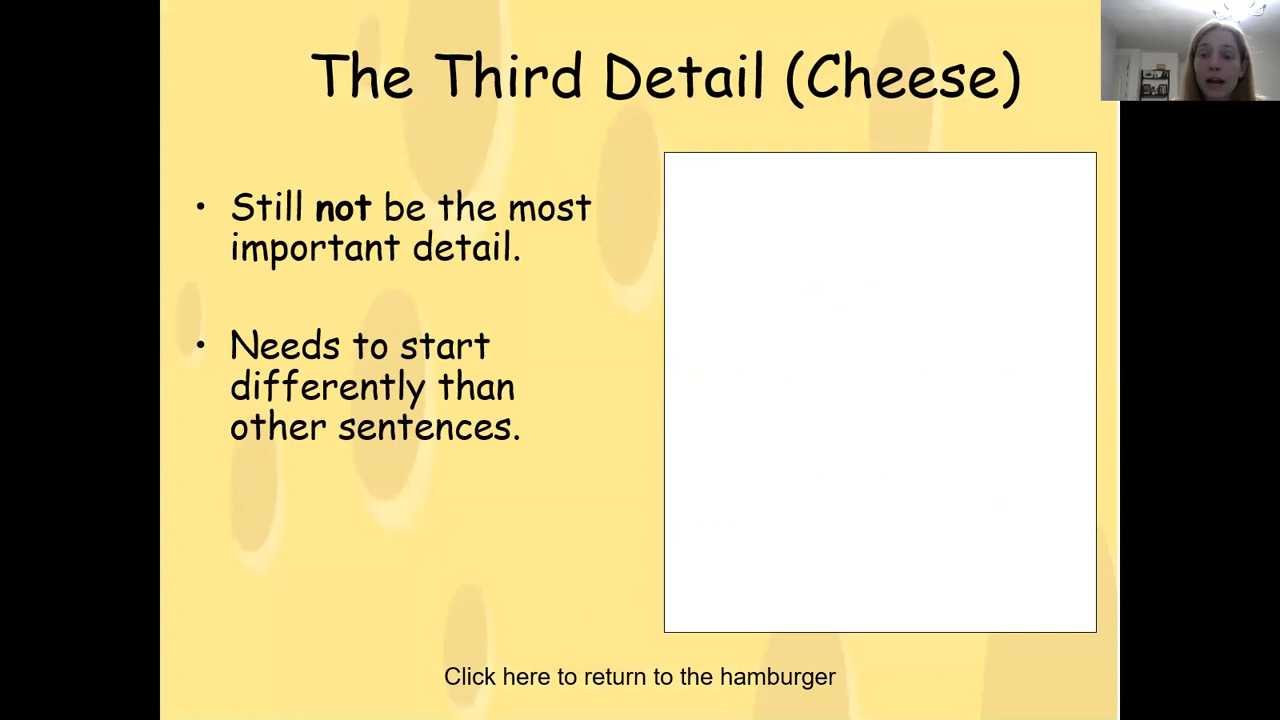 The Third Detail (Cheese)
• Still not be the most
important detail.
• Needs to start
differently than
other sentences.
Click here to return to the hamburger